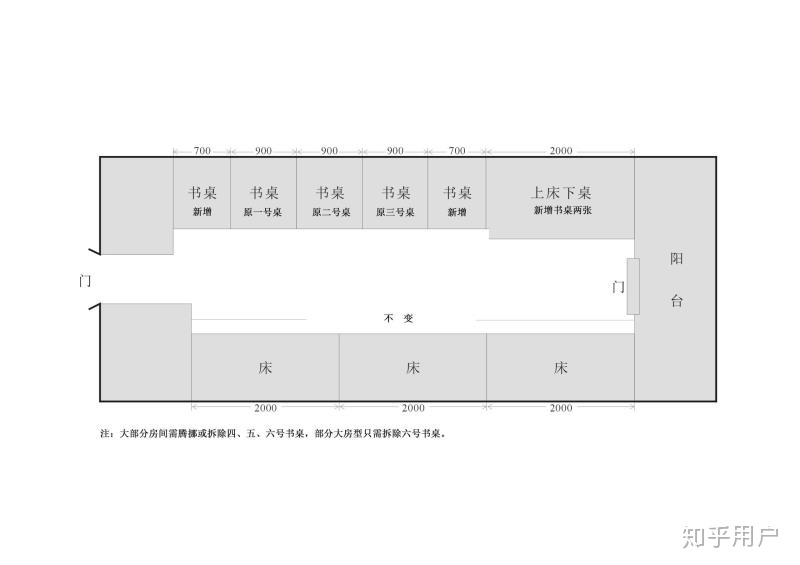 700 900 900 900 700 2000
书桌 书桌 书桌 书桌 书桌 上床下桌
新增 原一号桌 原二号桌 原三号桌 新增 新增书桌两张
门 门 阳台
不 变
床 床 床
2000 2000 2000
注：大部分房间需腾挪或拆除四、五、六号书桌，部分大房型只需拆除六号书桌。
知乎用户